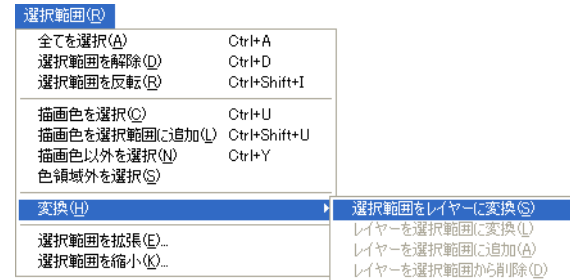 選択範囲(R)
全てを選択(A) Ctrl+A
選択範囲を解除(D) Ctrl+D
選択範囲を反転(R) Ctrl+Shift+I
描画色を選択(C) Ctrl+U
描画色を選択範囲に追加(L) Ctrl+Shift+U
描画色以外を選択(N) Ctrl+Y
色領域外を選択(S)
変換(H)
選択範囲をレイヤーに変換(S)
レイヤーを選択範囲に変換(L)
レイヤーを選択範囲に追加(A)
レイヤーを選択範囲から削除(D)
選択範囲を拡張(E)...
選択範囲を縮小(K)...